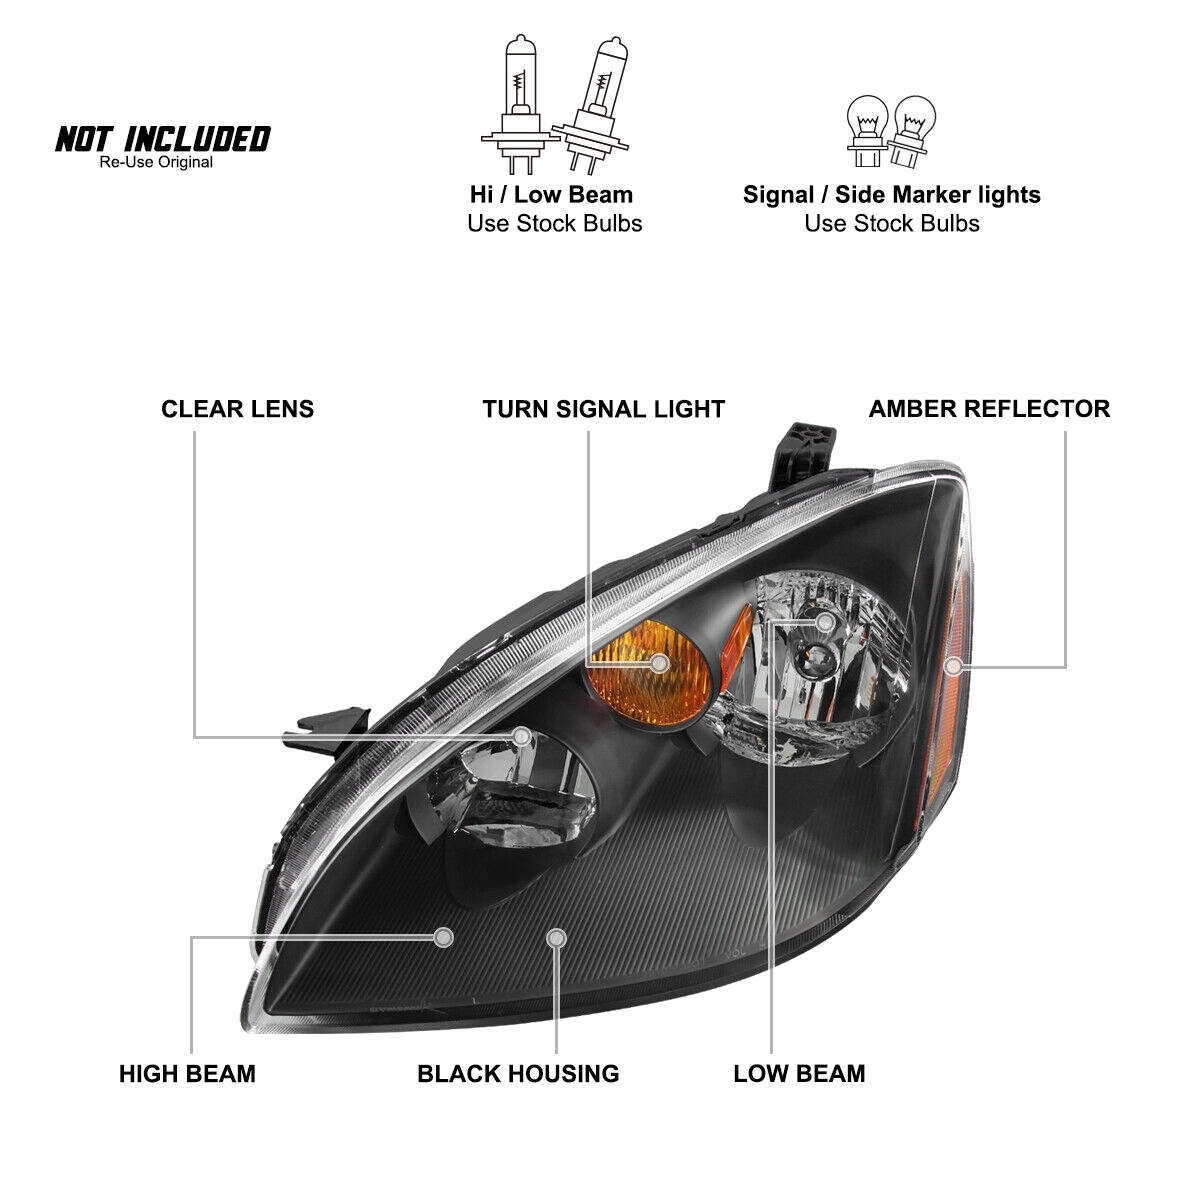 NOT INCLUDED
Re-Use Original
Hi / Low Beam
Use Stock Bulbs
Signal / Side Marker lights
Use Stock Bulbs
CLEAR LENS
TURN SIGNAL LIGHT
AMBER REFLECTOR
VOL
HIGH BEAM
BLACK HOUSING
LOW BEAM